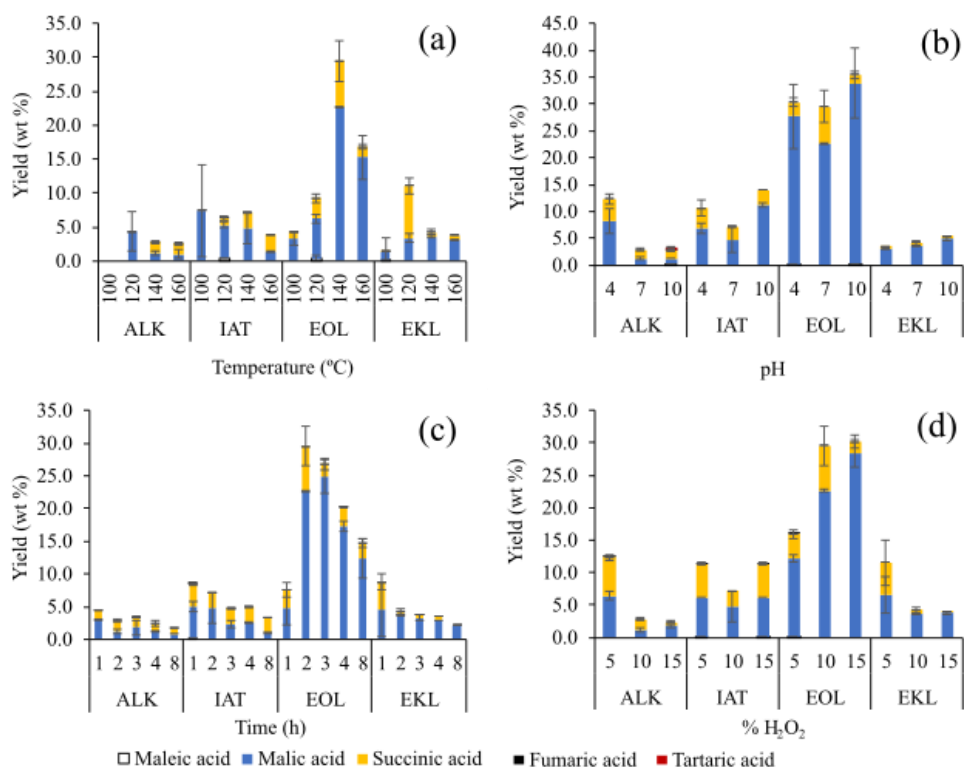 (a)
Yield (wt %)
35.0
30.0
25.0
20.0
15.0
10.0
5.0
0.0
100 120 140 160 100 120 140 160 100 120 140 160 100 120 140 160
ALK IAT EOL EKL
Temperature (ºC)
(b)
Yield (wt %)
45.0
40.0
35.0
30.0
25.0
20.0
15.0
10.0
5.0
0.0
4 7 10 4 7 10 4 7 10 4 7 10
ALK IAT EOL EKL
pH
(c)
Yield (wt %)
35.0
30.0
25.0
20.0
15.0
10.0
5.0
0.0
1 2 3 4 8 1 2 3 4 8 1 2 3 4 8 1 2 3 4 8
ALK IAT EOL EKL
Time (h)
(d)
Yield (wt %)
35.0
30.0
25.0
20.0
15.0
10.0
5.0
0.0
5 10 15 5 10 15 5 10 15 5 10 15
ALK IAT EOL EKL
% H₂O₂
Maleic acid Malic acid Succinic acid Fumaric acid Tartaric acid